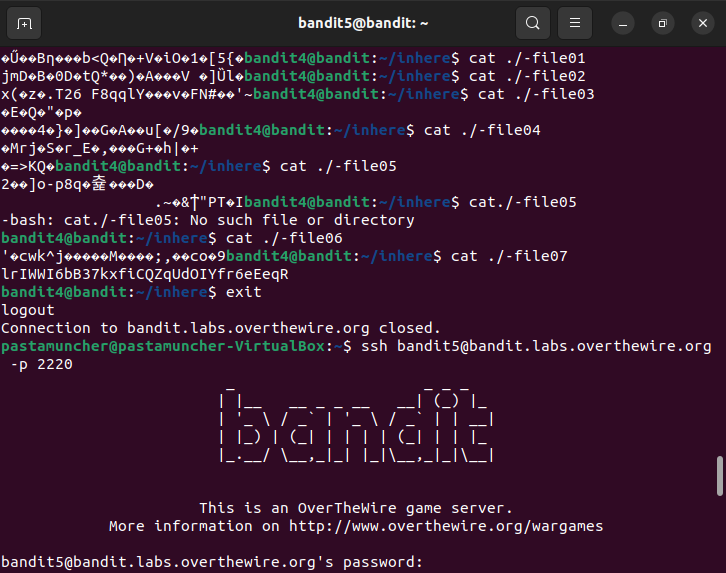 bandit5@bandit: ~
�Ű��Bη���b<Q�Ƞ�+V�iO�1�[5{�bandit4@bandit:~/inhere$ cat ./-file01
jmD�B�0D�tQ*��)�A���V �]Ȕl�bandit4@bandit:~/inhere$ cat ./-file02
x(�z�.T26 F8qqlY���v�FN#��'~bandit4@bandit:~/inhere$ cat ./-file03
�E�Q�"�p�
����4�}�]��G�A��u[�/9�bandit4@bandit:~/inhere$ cat ./-file04
�Mrj�S�r_E�,���G+�h|�+
�=>KQ�bandit4@bandit:~/inhere$ cat ./-file05
2��]o-p8q����D�
.~�&†"PT�Ibandit4@bandit:~/inhere$ cat./-file05
-bash: cat./-file05: No such file or directory
bandit4@bandit:~/inhere$ cat ./-file06
'�cwk^j�����M����;,��co�9bandit4@bandit:~/inhere$ cat ./-file07
lrIWWI6bB37kxfiCQZqUdOIYfr6eEeqR
bandit4@bandit:~/inhere$ exit
logout
Connection to bandit.labs.overthewire.org closed.
pastamuncher@pastamuncher-VirtualBox:~$ ssh bandit5@bandit.labs.overthewire.org
-p 2220
bandit
This is an OverTheWire game server.
More information on http://www.overthewire.org/wargames
bandit5@bandit.labs.overthewire.org's password: